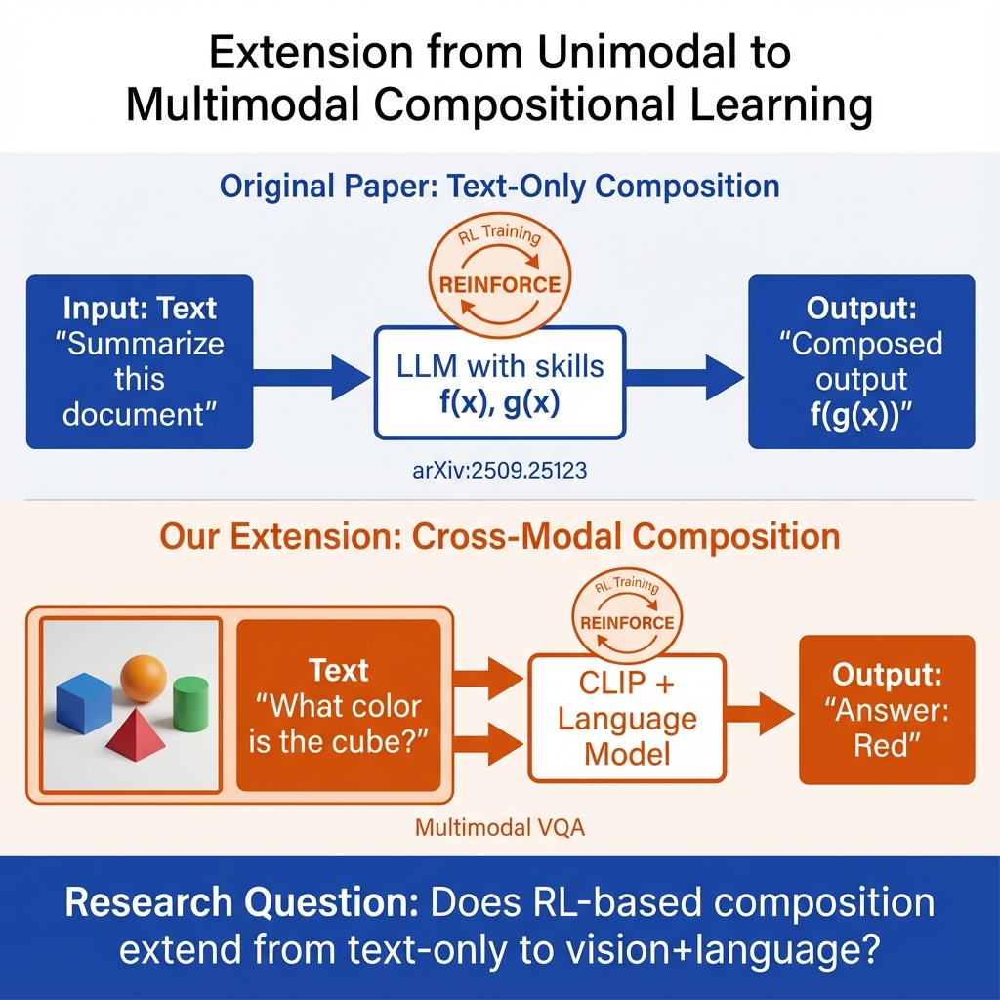 Extension from Unimodal to
Multimodal Compositional Learning
Original Paper: Text-Only Composition
RL Training
REINFORCE
Input: Text
“Summarize
this
document”
LLM with skills
f(x), g(x)
Output:
“Composed
output
f(g(x))”
arXiv:2509.25123
Our Extension: Cross-Modal Composition
RL Training
REINFORCE
Text
“What color
is the cube?”
CLIP +
Language
Model
Output:
“Answer:
Red”
Multimodal VQA
Research Question: Does RL-based composition
extend from text-only to vision+language?